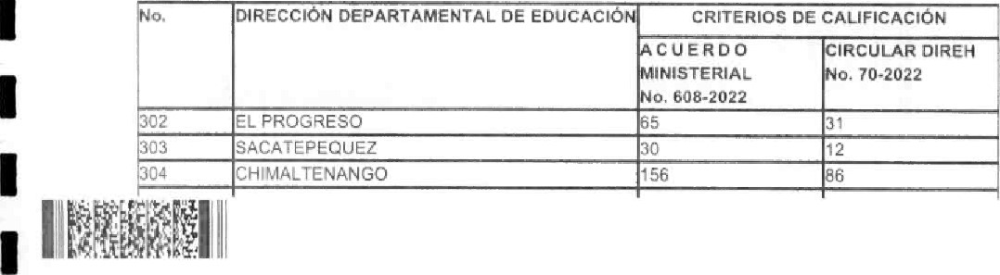 No. DIRECCIÓN DEPARTAMENTAL DE EDUCACIÓN CRITERIOS DE CALIFICACIÓN
ACUERDO MINISTERIAL No. 608-2022 CIRCULAR DIREH No. 70-2022
302 EL PROGRESO 65 31
303 SACATEPEQUEZ 30 12
304 CHIMALTENANGO 156 86